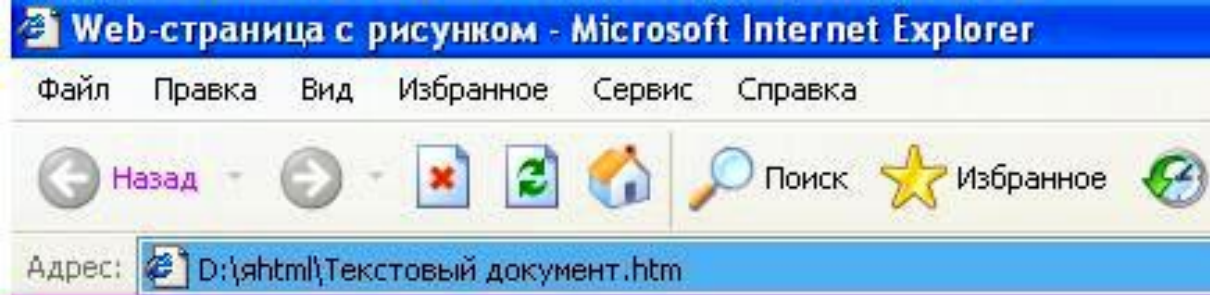 Web-страница с рисунком - Microsoft Internet Explorer
Файл Правка Вид Избранное Сервис Справка
Назад Поиск Избранное
Адрес: D:\яhtml\Текстовый документ.htm